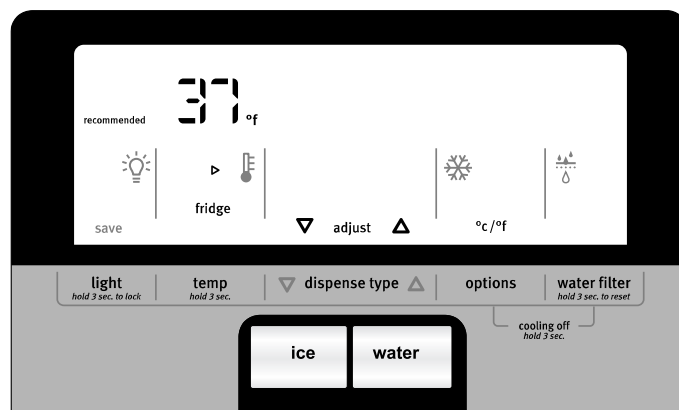 37 °f
recommended
fridge
save
adjust
°c/°f
light
hold 3 sec. to lock
temp
hold 3 sec.
dispense type
options
water filter
hold 3 sec. to reset
cooling off
hold 3 sec.
ice
water